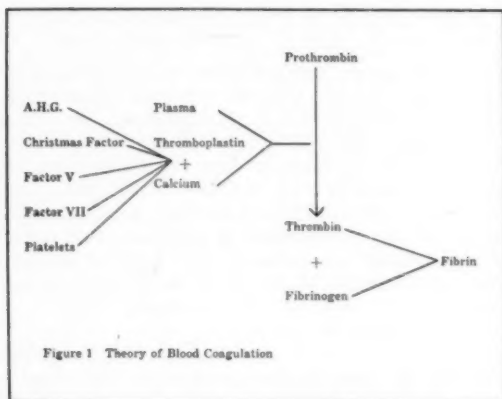 Prothrombin
A.H.G.
Plasma
Christmas Factor
Thromboplastin
+
Factor V
Calcium
Factor VII
Platelets
Thrombin
+
Fibrin
Fibrinogen
Figure 1 Theory of Blood Coagulation